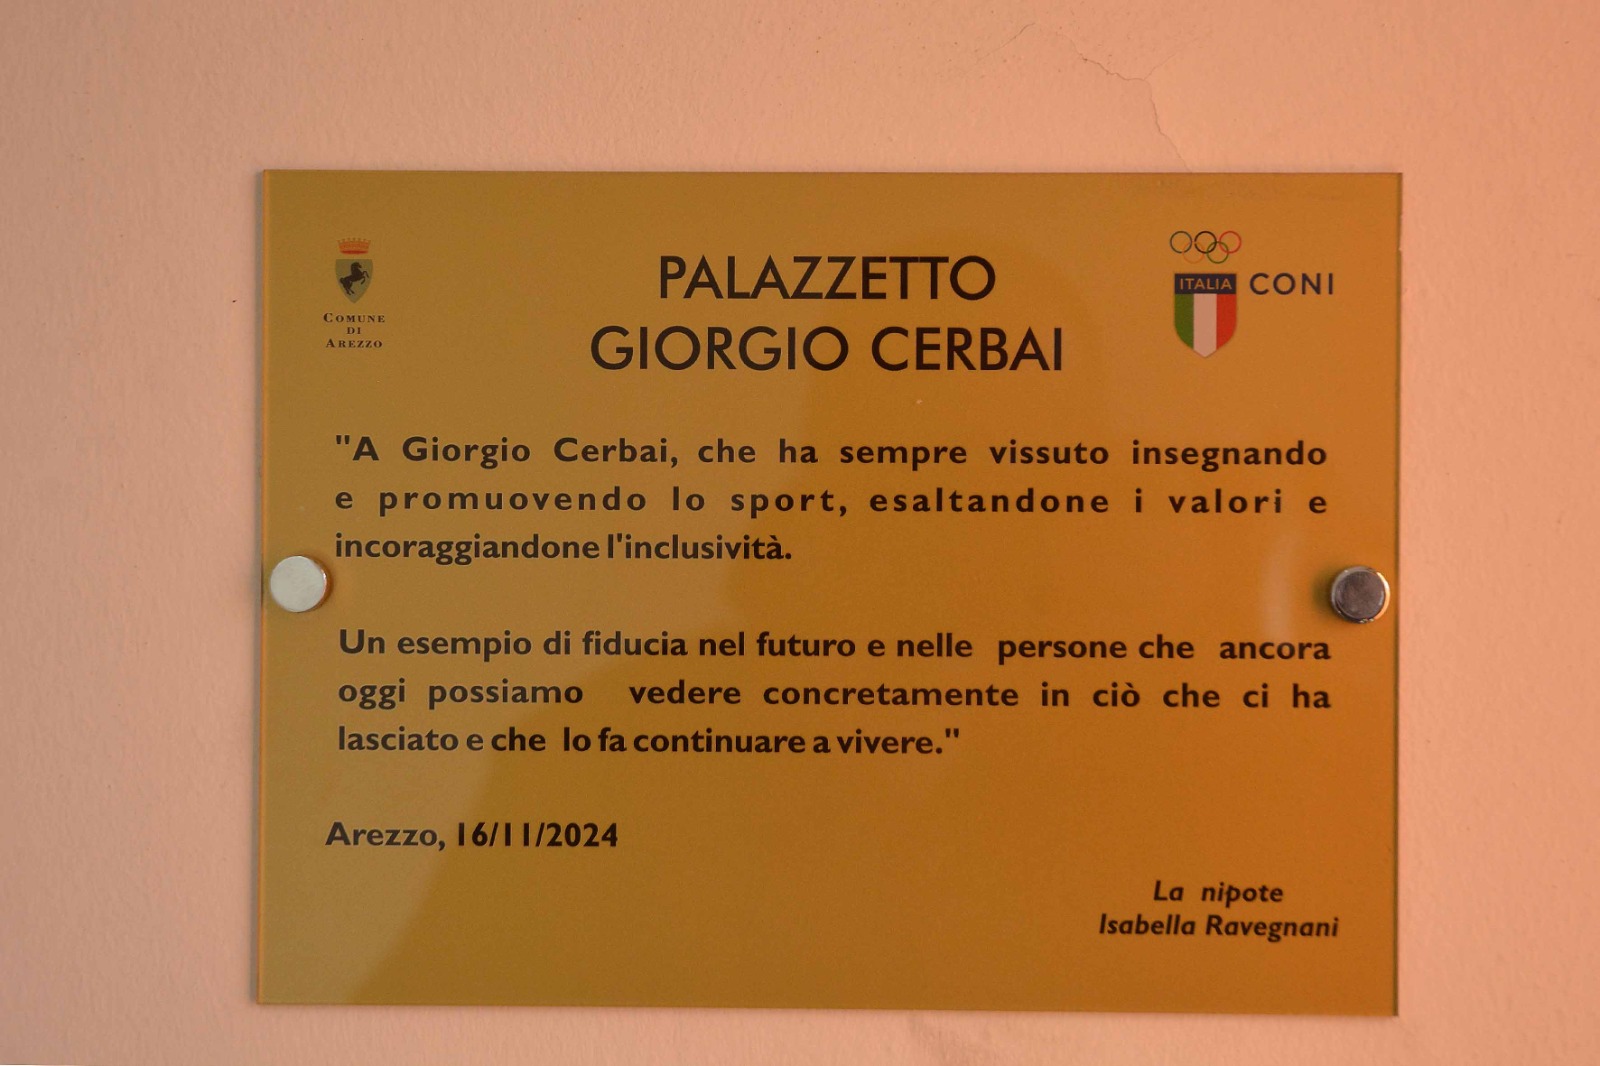 COMUNE
DI
AREZZO
PALAZZETTO
GIORGIO CERBAI
ITALIA
CONI
"A Giorgio Cerbai, che ha sempre vissuto insegnando
e promuovendo lo sport, esaltandone i valori e
incoraggiandone l'inclusività.
Un esempio di fiducia nel futuro e nelle persone che ancora
oggi possiamo vedere concretamente in ciò che ci ha
lasciato e che lo fa continuare a vivere."
Arezzo, 16/11/2024
La nipote
Isabella Ravegnani